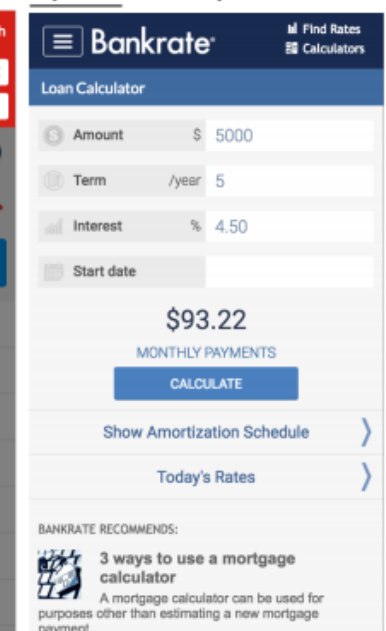 h
Bankrate®
Find Rates
Calculators
Loan Calculator
Amount $ 5000
Term /year 5
Interest % 4.50
Start date
$93.22
MONTHLY PAYMENTS
CALCULATE
Show Amortization Schedule
Today's Rates
BANKRATE RECOMMENDS:
3 ways to use a mortgage
calculator
A mortgage calculator can be used for
purposes other than estimating a new mortgage
payment